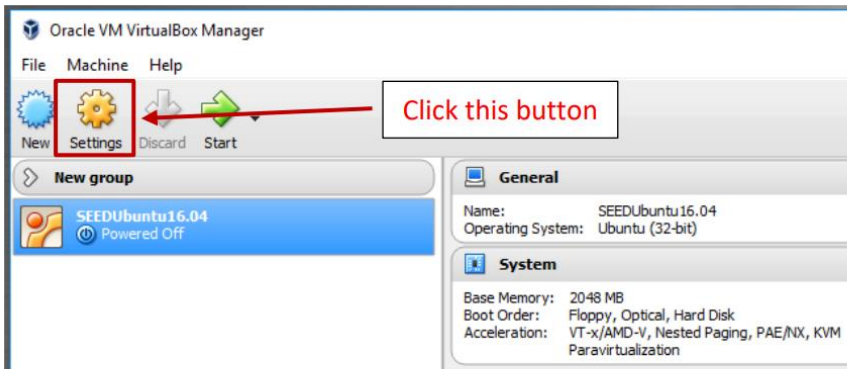 Oracle VM VirtualBox Manager
File Machine Help
Click this button
New Settings Discard Start
New group
SEEDUbuntu16.04
Powered Off
General
Name: SEEDUbuntu16.04
Operating System: Ubuntu (32-bit)
System
Base Memory: 2048 MB
Boot Order: Floppy, Optical, Hard Disk
Acceleration: VT-x/AMD-V, Nested Paging, PAE/NX, KVM
Paravirtualization